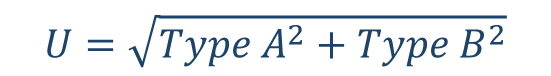 U = √(Type A² + Type B²)